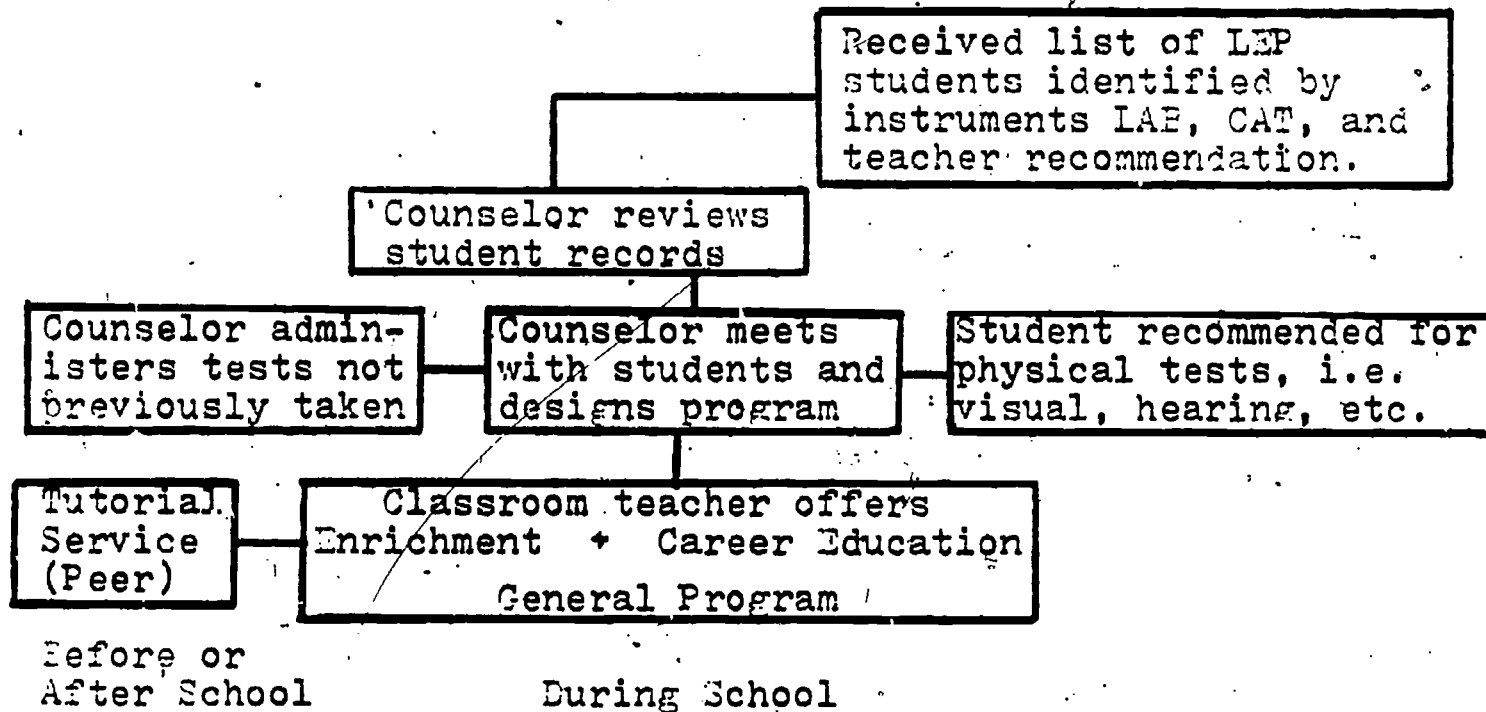 Received list of LEP
students identified by
instruments LAB, CAT, and
teacher recommendation.
Counselor reviews
student records
Counselor admin-
isters tests not
previously taken
Counselor meets
with students and
designs program
Student recommended for
physical tests, i.e.
visual, hearing, etc.
Tutorial
Service
(Peer)
Classroom teacher offers
Enrichment + Career Education
General Program
Before or
After School
During School